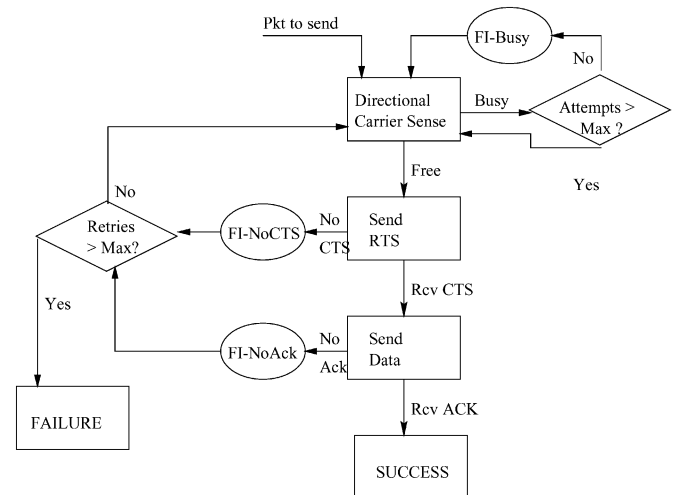 Pkt to send
FI-Busy
No
Directional
Carrier Sense
Busy
Attempts >
Max ?
Yes
No
Free
Retries
> Max?
FI-NoCTS
No
CTS
Send
RTS
Yes
Rcv CTS
FI-NoAck
No
Ack
Send
Data
FAILURE
Rcv ACK
SUCCESS